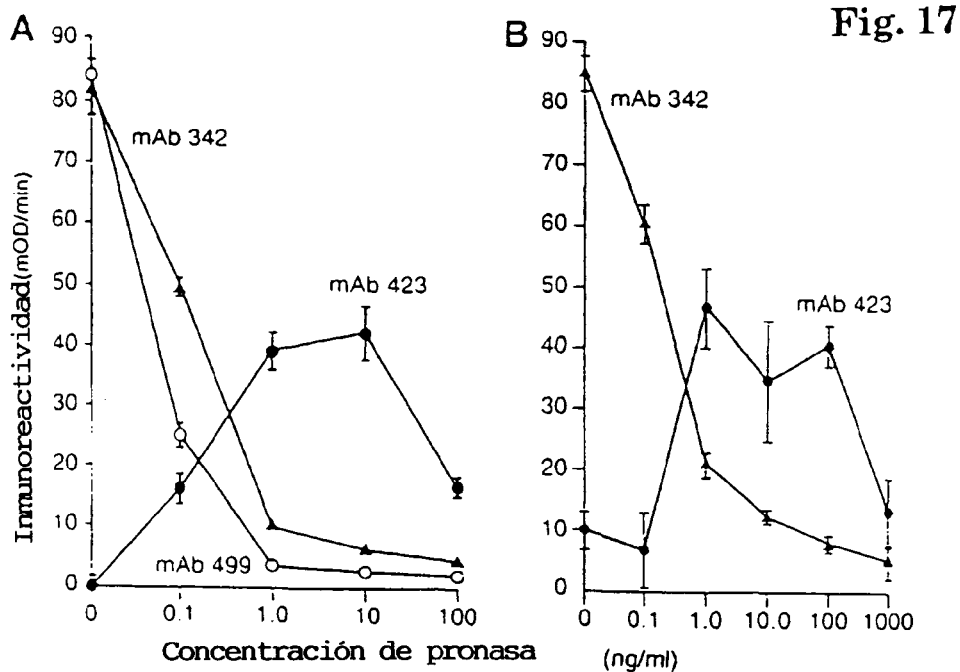 Fig. 17
A
90
80
70
60
50
40
30
20
10
0
mAb 342
mAb 423
mAb 499
0 0.1 1.0 10 100
Inmunoreactividad (mOD/min)
Concentración de pronasa
B
90
80
70
60
50
40
30
20
10
0
mAb 342
mAb 423
0 0.1 1.0 10.0 100 1000
(ng/ml)